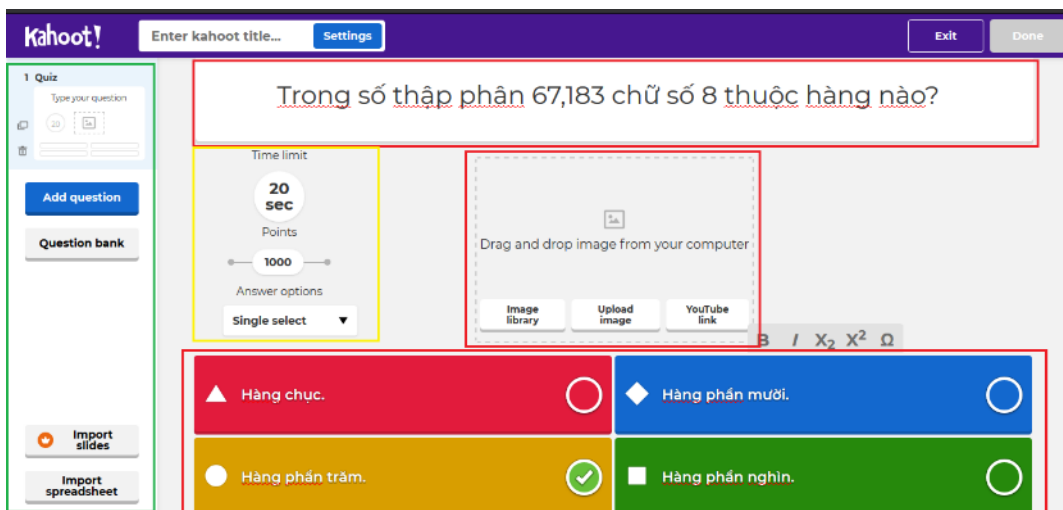 Kahoot!
Enter kahoot title...
Settings
Exit
Done
1 Quiz
Type your question
20
Add question
Question bank
Import
slides
Import
spreadsheet
Trong số thập phân 67,183 chữ số 8 thuộc hàng nào?
Time limit
20
sec
Points
1000
Answer options
Single select
Drag and drop image from your computer
Image
library
Upload
image
YouTube
link
B I X₂ X² Ω
Hàng chục.
Hàng phần mười.
Hàng phần trăm.
Hàng phần nghìn.